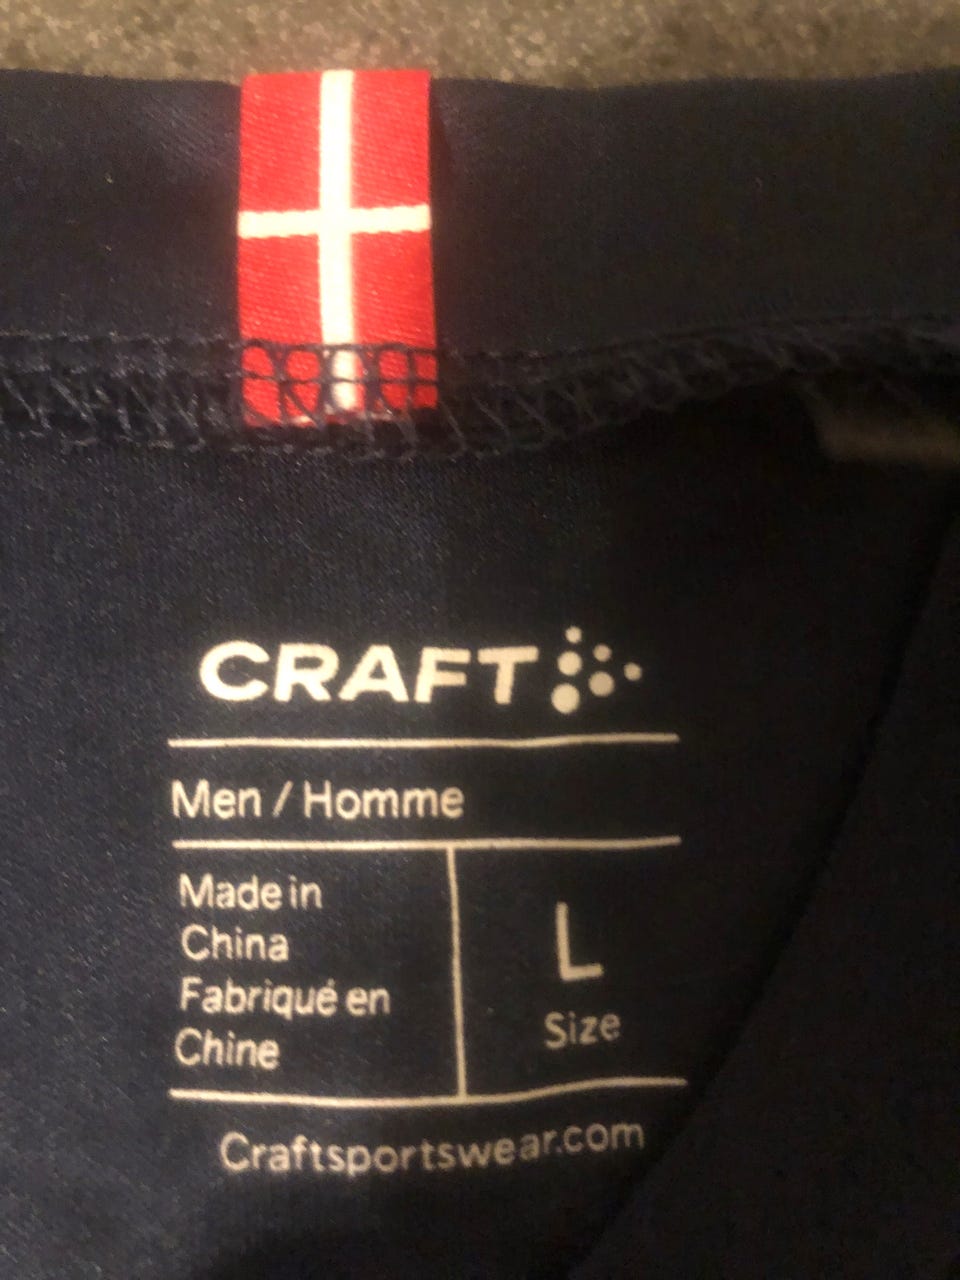 CRAFT
Men / Homme
Made in
China
Fabriqué en
Chine
L
Size
Craftsportswear.com